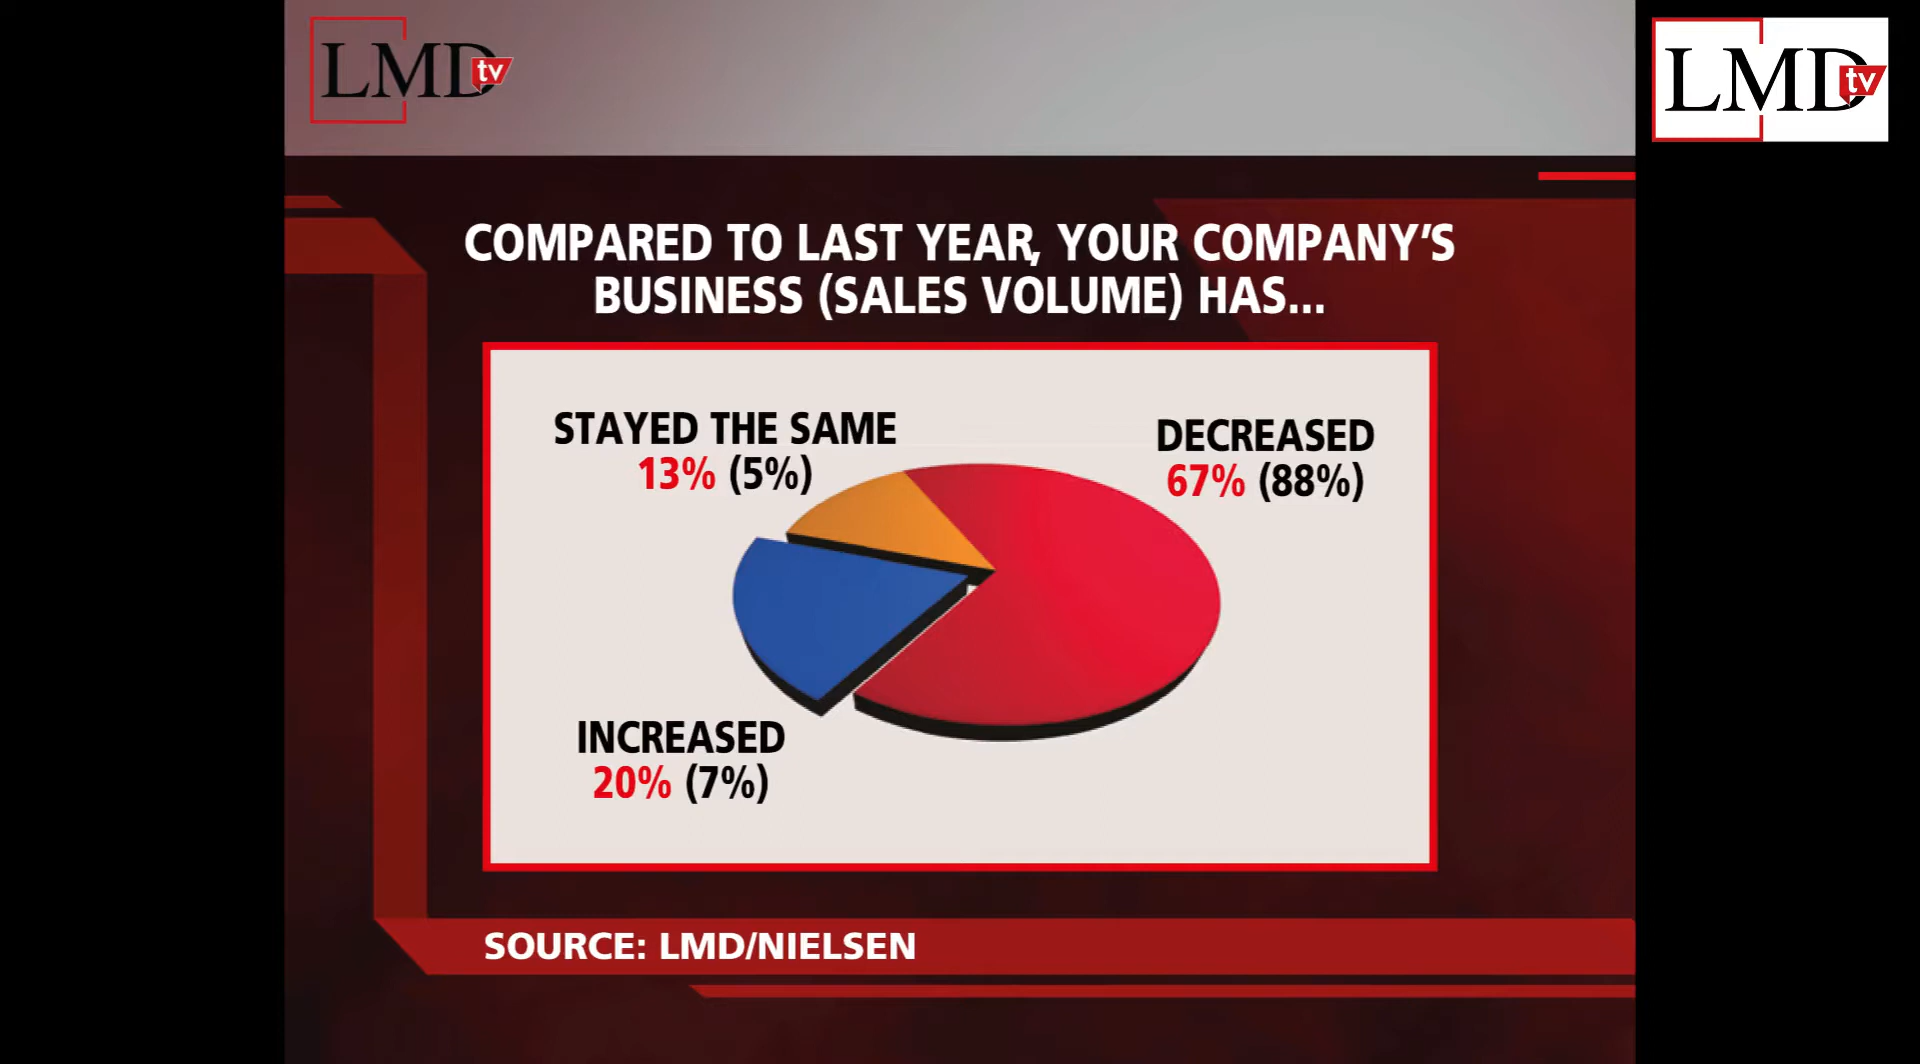 LMD tv
LMD tv
COMPARED TO LAST YEAR, YOUR COMPANY'S
BUSINESS (SALES VOLUME) HAS...
STAYED THE SAME
13% (5%)
DECREASED
67% (88%)
INCREASED
20% (7%)
SOURCE: LMD/NIELSEN